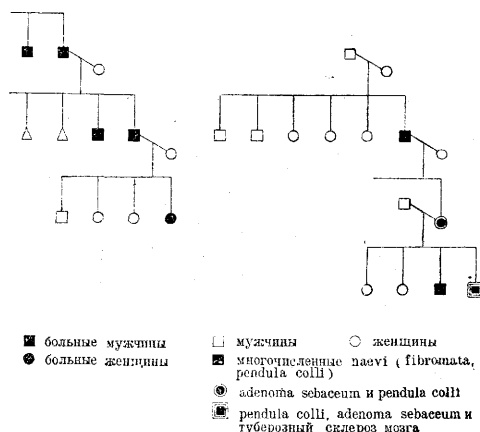 больные мужчины
больные женщины
мужчины
женщины
многочисленные naevi (fibromata,
pendula colli)
adenoma sebaceum и pendula colli
pendula colli, adenoma sebaceum и
туберозный склероз мозга